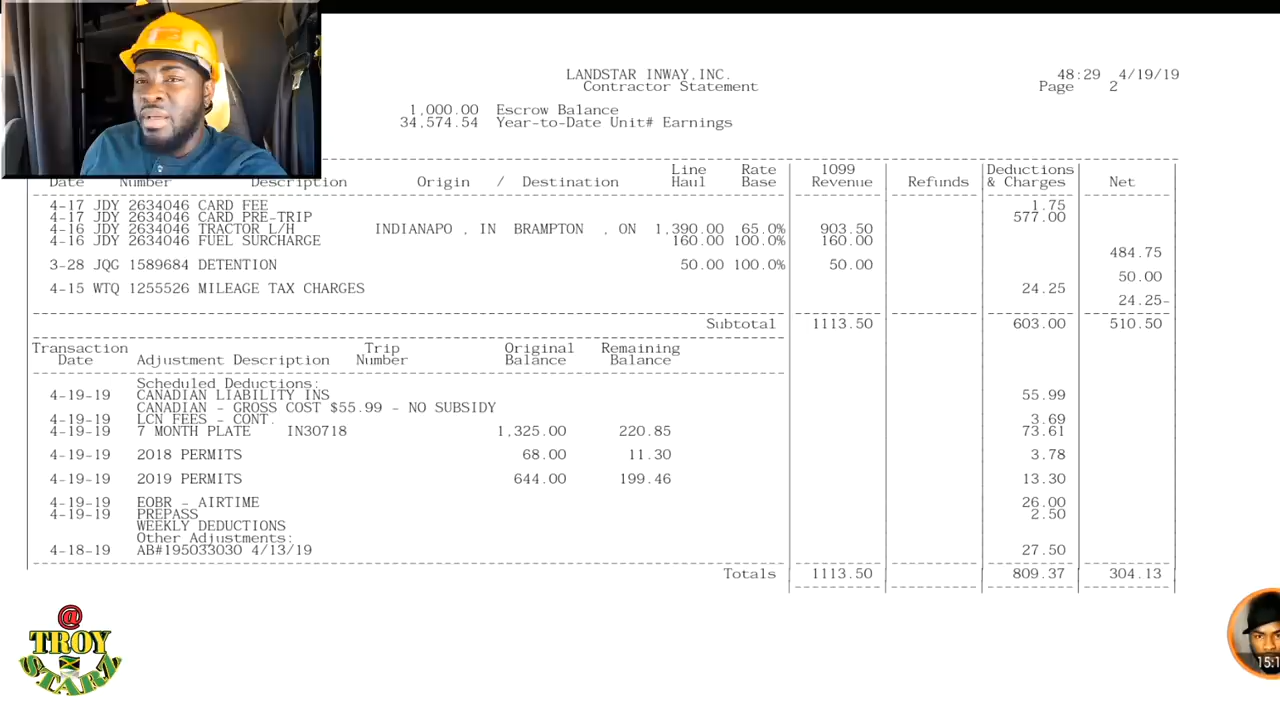 LANDSTAR INWAY,INC. 48:29 4/19/19
Contractor Statement Page 2
1,000.00 Escrow Balance
34,574.54 Year-to-Date Unit# Earnings
Line Rate 1099 Deductions
Date Number Description Origin / Destination Haul Base Revenue Refunds & Charges Net
4-17 JDY 2634046 CARD FEE 1.75
4-17 JDY 2634046 CARD PRE-TRIP 577.00
4-16 JDY 2634046 TRACTOR L/H INDIANAPO , IN BRAMPTON , ON 1,390.00 65.0% 903.50
4-16 JDY 2634046 FUEL SURCHARGE 160.00 100.0% 160.00
484.75
3-28 JQG 1589684 DETENTION 50.00 100.0% 50.00
50.00
4-15 WTQ 1255526 MILEAGE TAX CHARGES 24.25
24.25-
Subtotal 1113.50 603.00 510.50
Transaction Trip Original Remaining
Date Adjustment Description Number Balance Balance
Scheduled Deductions:
4-19-19 CANADIAN LIABILITY INS 55.99
CANADIAN - GROSS COST $55.99 - NO SUBSIDY
4-19-19 LCN FEES - CONT. 3.69
4-19-19 7 MONTH PLATE IN30718 1,325.00 220.85 73.61
4-19-19 2018 PERMITS 68.00 11.30 3.78
4-19-19 2019 PERMITS 644.00 199.46 13.30
4-19-19 EOBR - AIRTIME 26.00
4-19-19 PREPASS 2.50
WEEKLY DEDUCTIONS
Other Adjustments:
4-18-19 AB#195033030 4/13/19 27.50
Totals 1113.50 809.37 304.13
@
TROY
STARZ